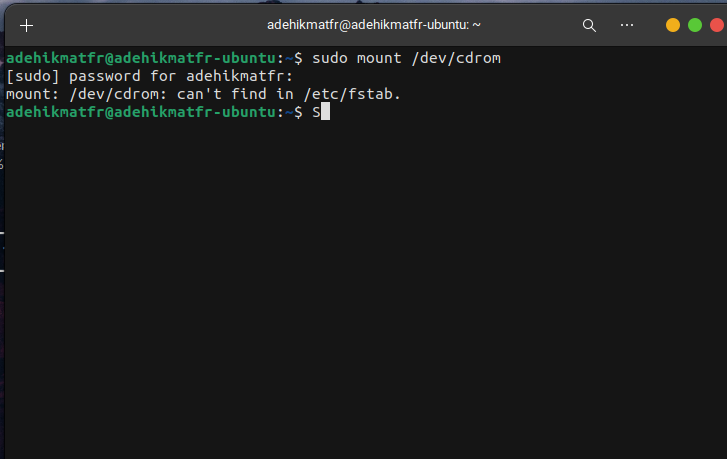 adehikmatfr@adehikmatfr-ubuntu: ~
adehikmatfr@adehikmatfr-ubuntu:~$ sudo mount /dev/cdrom
[sudo] password for adehikmatfr:
mount: /dev/cdrom: can't find in /etc/fstab.
adehikmatfr@adehikmatfr-ubuntu:~$ S